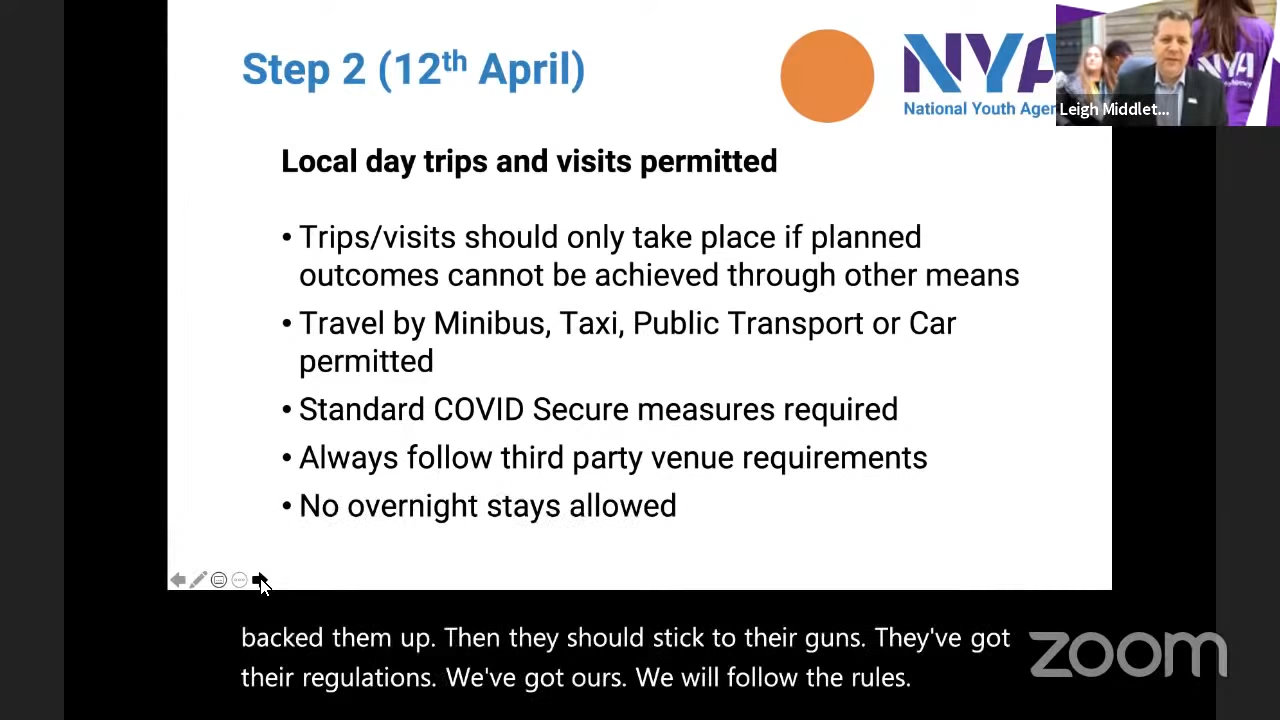 Step 2 (12th April)
NYA
National Youth Agen
NYA
Leigh Middlet...
Local day trips and visits permitted
• Trips/visits should only take place if planned
outcomes cannot be achieved through other means
• Travel by Minibus, Taxi, Public Transport or Car
permitted
• Standard COVID Secure measures required
• Always follow third party venue requirements
• No overnight stays allowed
backed them up. Then they should stick to their guns. They've got
their regulations. We've got ours. We will follow the rules.
zoom